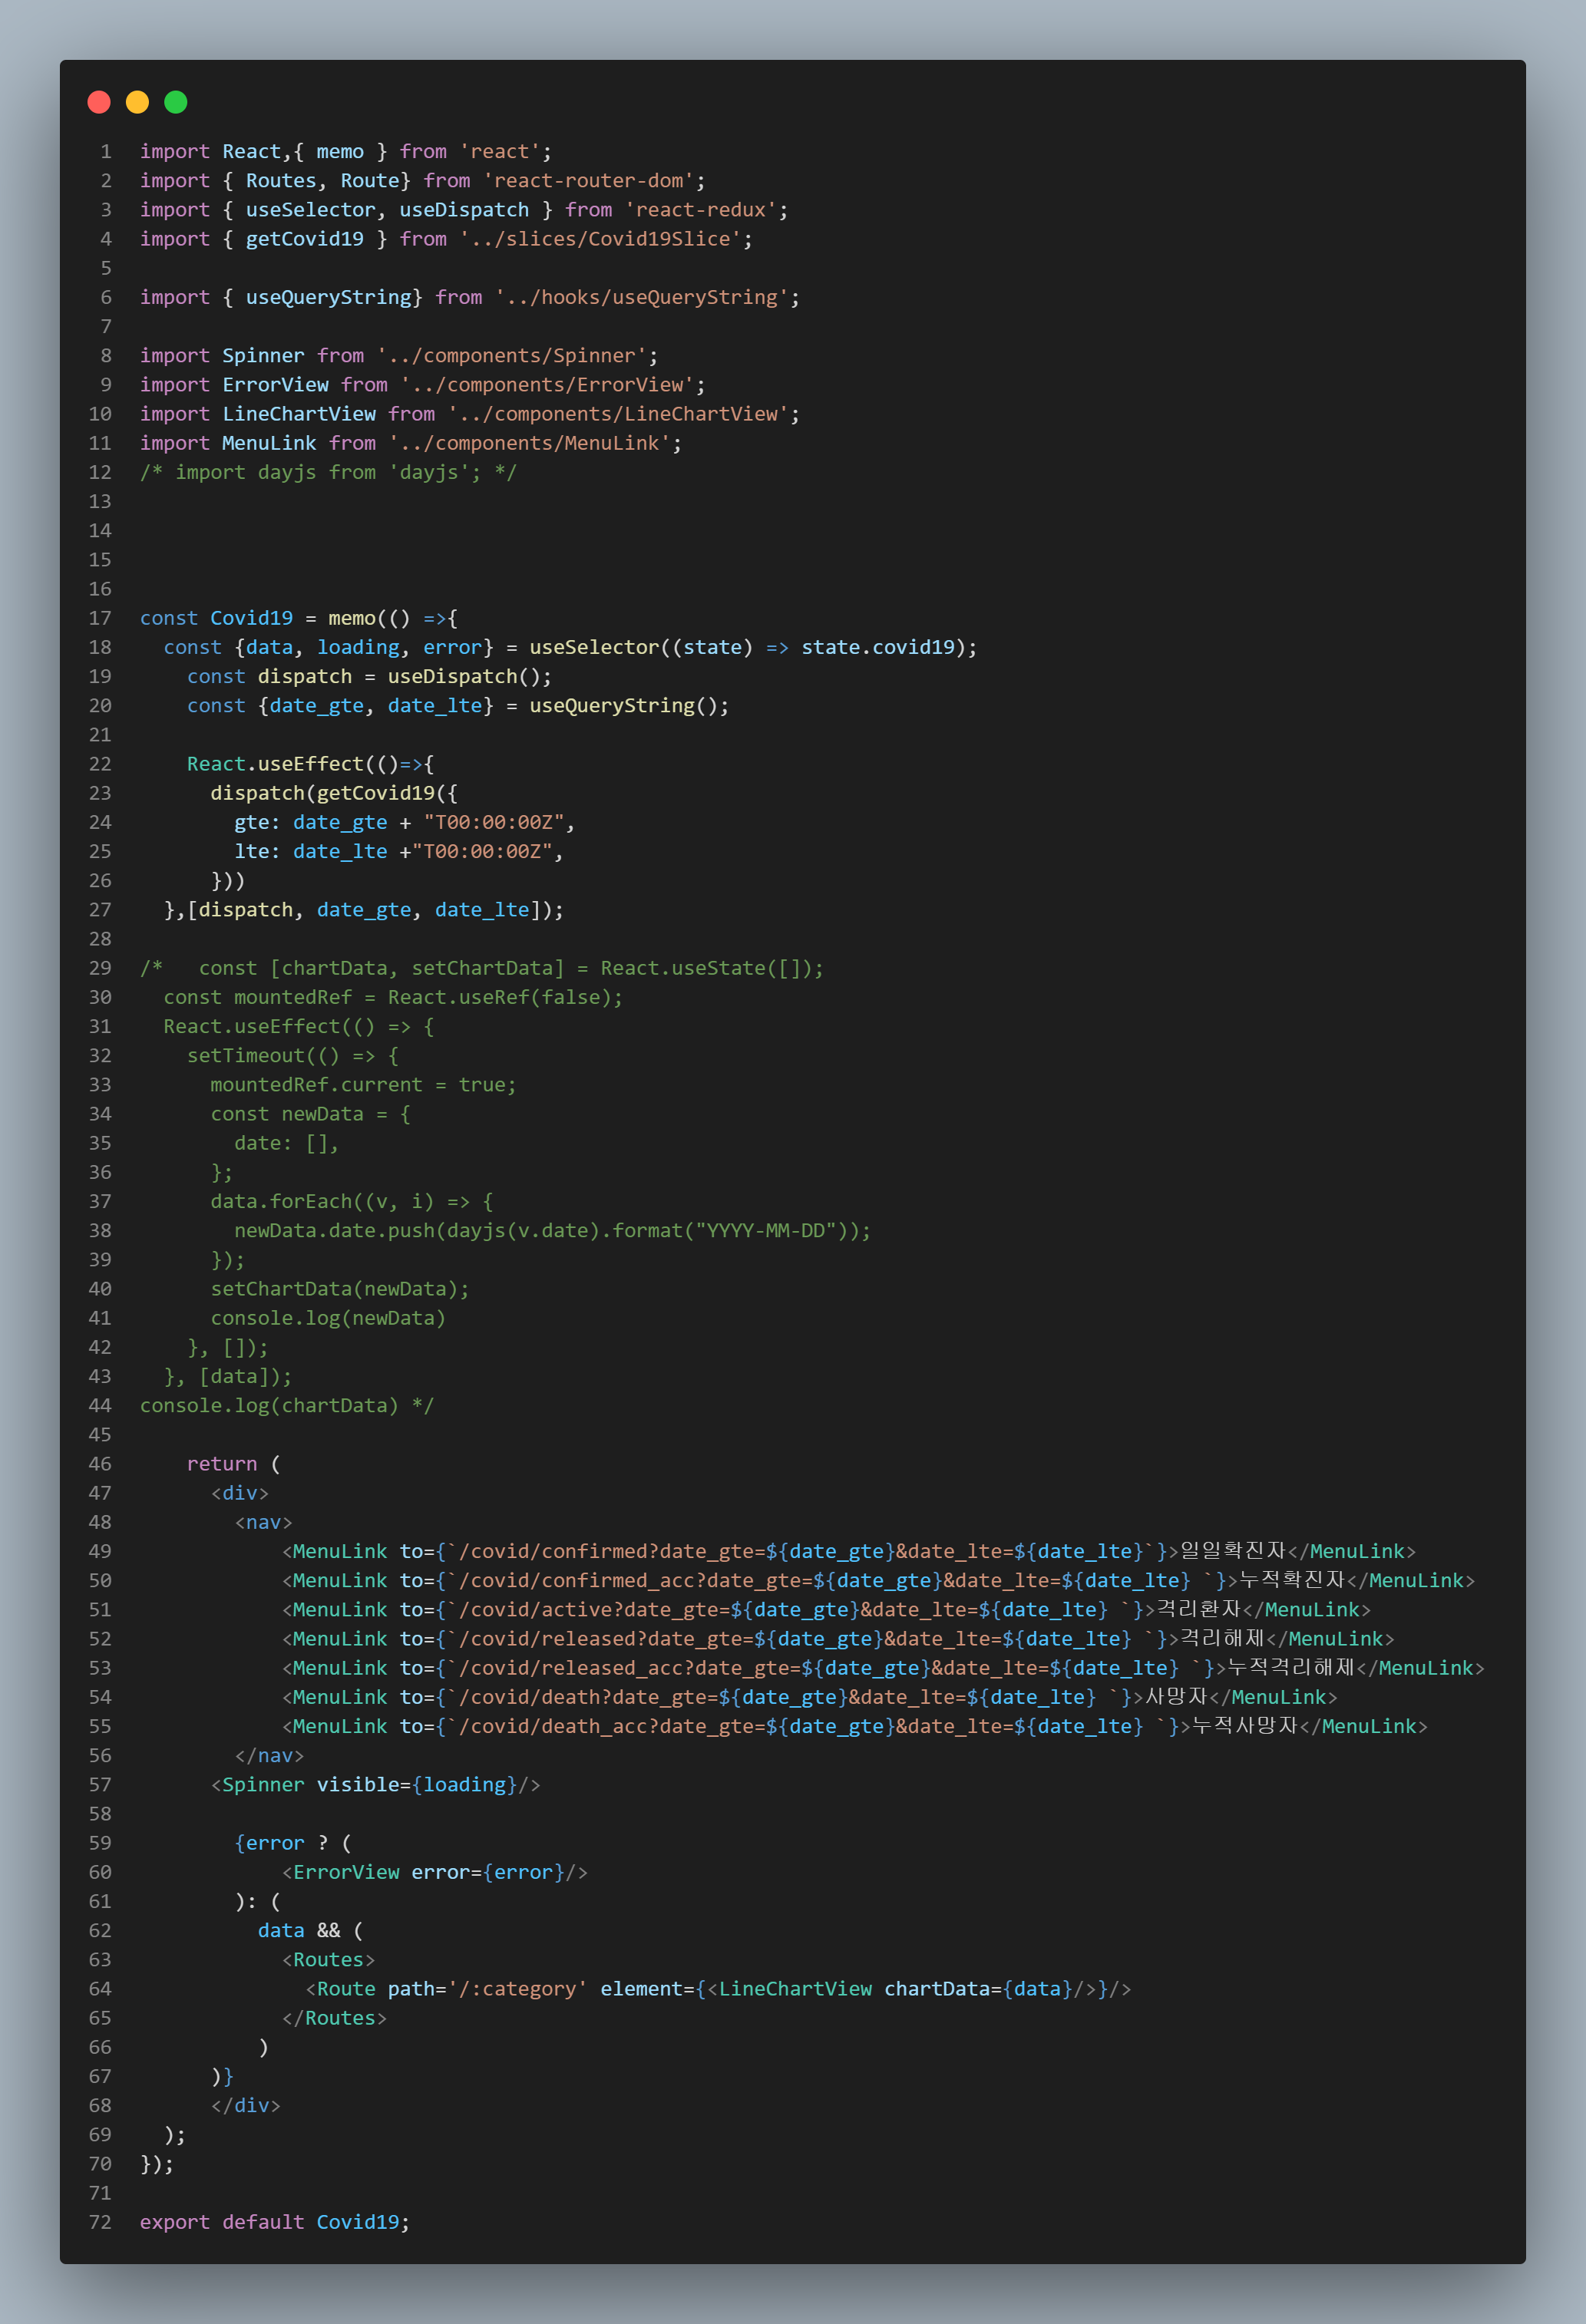 1 import React,{ memo } from 'react';
2 import { Routes, Route} from 'react-router-dom';
3 import { useSelector, useDispatch } from 'react-redux';
4 import { getCovid19 } from '../slices/Covid19Slice';
5
6 import { useQueryString} from '../hooks/useQueryString';
7
8 import Spinner from '../components/Spinner';
9 import ErrorView from '../components/ErrorView';
10 import LineChartView from '../components/LineChartView';
11 import MenuLink from '../components/MenuLink';
12 /* import dayjs from 'dayjs'; */
13
14
15
16
17 const Covid19 = memo(() =>{
18   const {data, loading, error} = useSelector((state) => state.covid19);
19     const dispatch = useDispatch();
20     const {date_gte, date_lte} = useQueryString();
21
22     React.useEffect(()=>{
23       dispatch(getCovid19({
24         gte: date_gte + "T00:00:00Z",
25         lte: date_lte +"T00:00:00Z",
26       }))
27   },[dispatch, date_gte, date_lte]);
28
29 /*   const [chartData, setChartData] = React.useState([]);
30   const mountedRef = React.useRef(false);
31   React.useEffect(() => {
32     setTimeout(() => {
33       mountedRef.current = true;
34       const newData = {
35         date: [],
36       };
37       data.forEach((v, i) => {
38         newData.date.push(dayjs(v.date).format("YYYY-MM-DD"));
39       });
40       setChartData(newData);
41       console.log(newData)
42     }, []);
43   }, [data]);
44 console.log(chartData) */
45
46     return (
47       <div>
48         <nav>
49             <MenuLink to={`/covid/confirmed?date_gte=${date_gte}&date_lte=${date_lte}`}>일일확진자</MenuLink>
50             <MenuLink to={`/covid/confirmed_acc?date_gte=${date_gte}&date_lte=${date_lte} `}>누적확진자</MenuLink>
51             <MenuLink to={`/covid/active?date_gte=${date_gte}&date_lte=${date_lte} `}>격리환자</MenuLink>
52             <MenuLink to={`/covid/released?date_gte=${date_gte}&date_lte=${date_lte} `}>격리해제</MenuLink>
53             <MenuLink to={`/covid/released_acc?date_gte=${date_gte}&date_lte=${date_lte} `}>누적격리해제</MenuLink>
54             <MenuLink to={`/covid/death?date_gte=${date_gte}&date_lte=${date_lte} `}>사망자</MenuLink>
55             <MenuLink to={`/covid/death_acc?date_gte=${date_gte}&date_lte=${date_lte} `}>누적사망자</MenuLink>
56         </nav>
57       <Spinner visible={loading}/>
58
59         {error ? (
60             <ErrorView error={error}/>
61         ): (
62           data && (
63             <Routes>
64               <Route path='/:category' element={<LineChartView chartData={data}/>}/>
65             </Routes>
66           )
67       )}
68       </div>
69   );
70 });
71
72 export default Covid19;